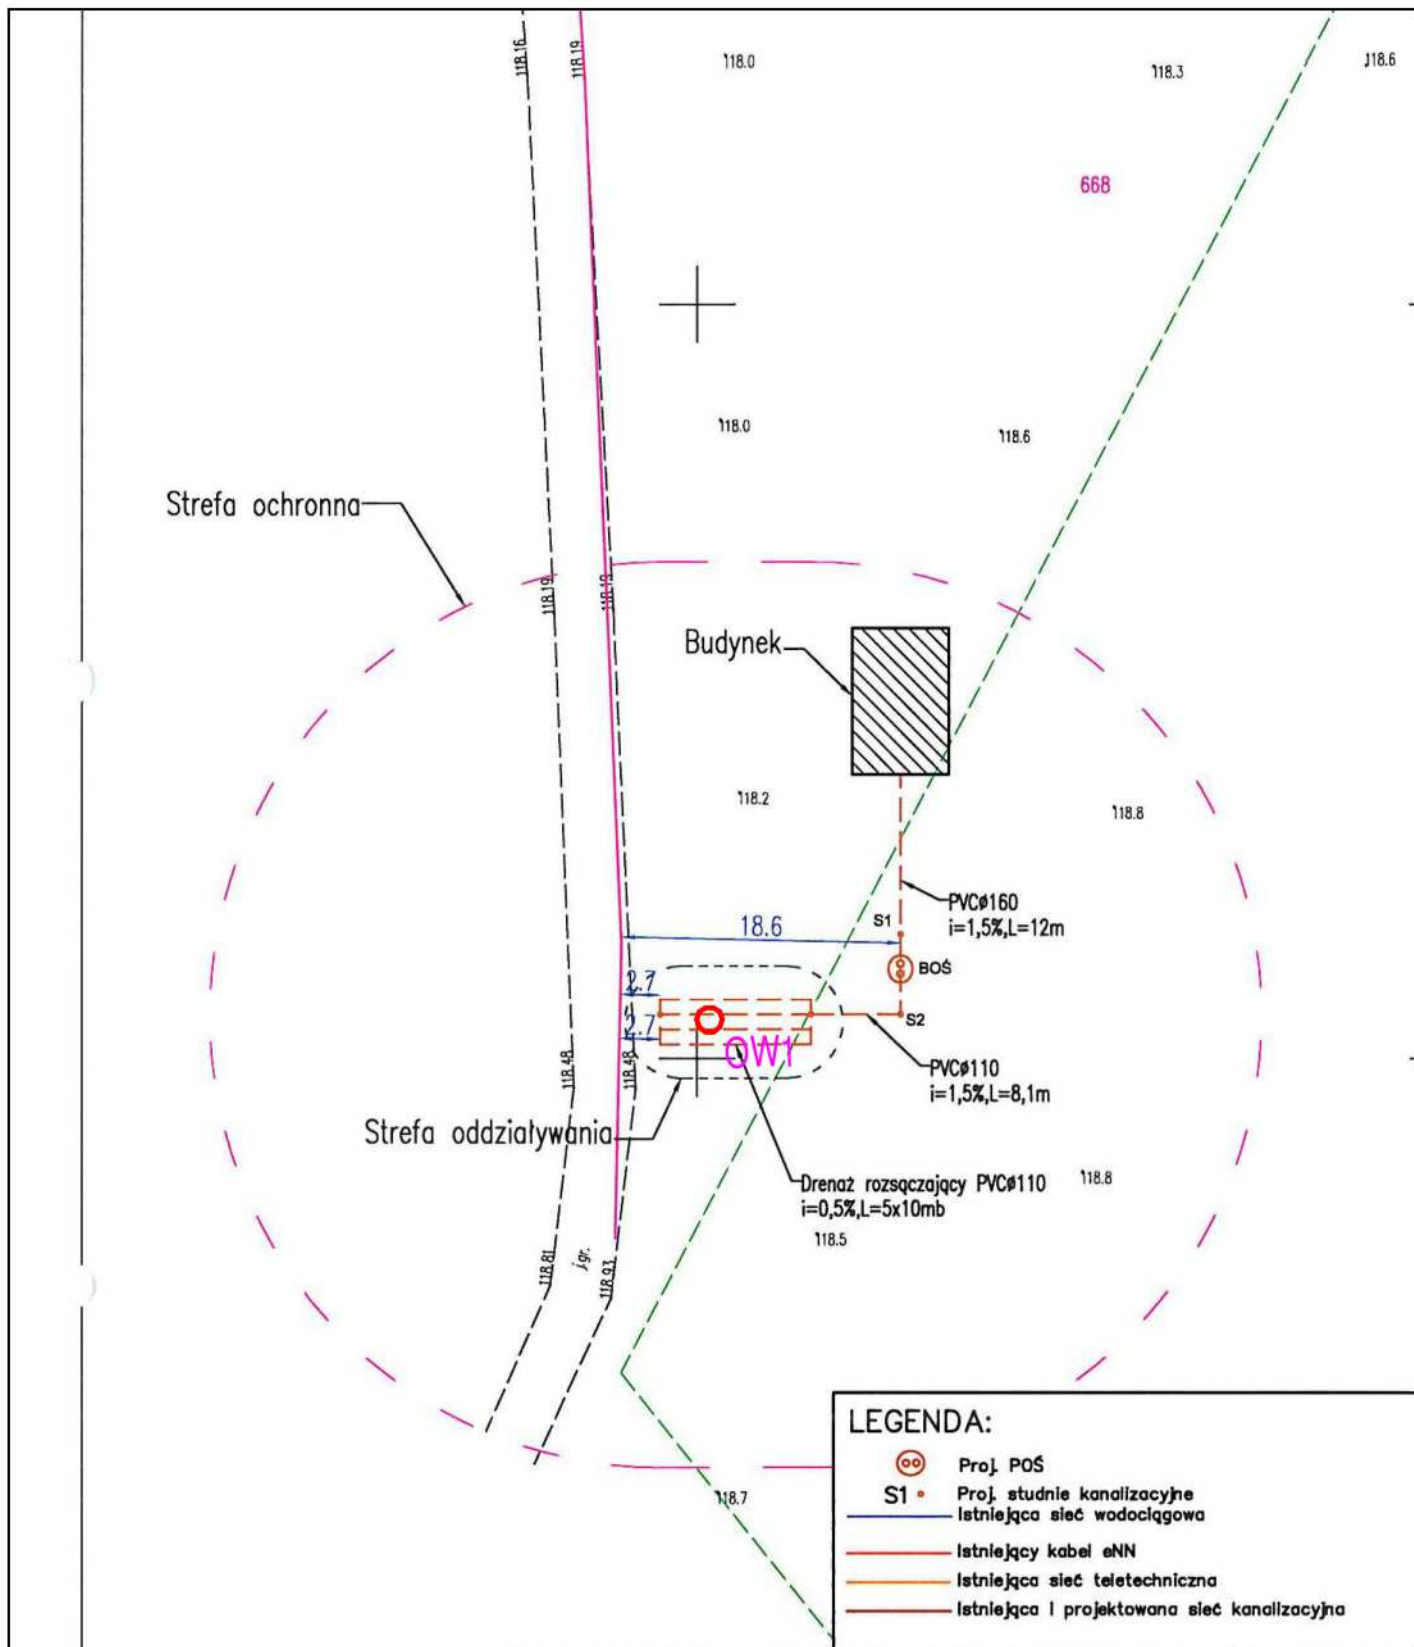 118.16
118.19
118.0
118.3
118.6
668
118.0
118.6
Strefa ochronna
118.19
118.19
Budynek
118.2
118.8
PVCø160
i=1,5%,L=12m
S1
18.6
BOŚ
2.7
S2
2.7
OW1
118.48
118.48
PVCø110
i=1,5%,L=8,1m
Strefa oddziaływania
Drenaż rozsączający PVCø110
i=0,5%,L=5x10mb
118.8
118.5
118.81
j.gr.
118.93
118.7
LEGENDA:
Proj. POŚ
S1 Proj. studnie kanalizacyjne
Istniejąca sieć wodociągowa
Istniejący kabel eNN
Istniejąca sieć teletechniczna
Istniejąca i projektowana sieć kanalizacyjna